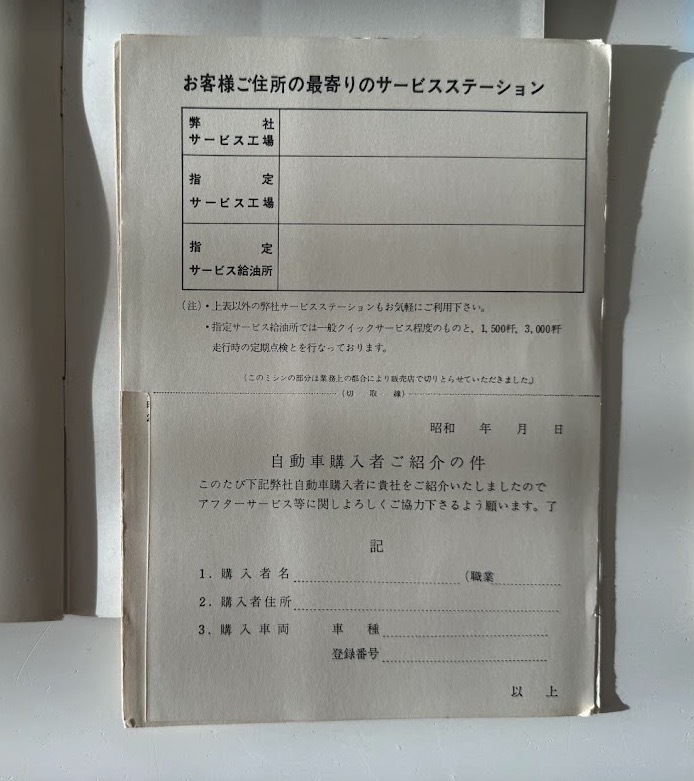 お客様ご住所の最寄りのサービスステーション
弊　　　社
サービス工場
指　　　定
サービス工場
指　　　定
サービス給油所
(注)・上表以外の弊社サービスステーションもお気軽にご利用下さい。
・指定サービス給油所では一般クイックサービス程度のものと、1,500粁、3,000粁
走行時の定期点検とを行なっております。
(このミシンの部分は業務上の都合により販売店で切りとらせていただきました。)
(切　取　線)
昭和　　年　　月　　日
自動車購入者ご紹介の件
このたび下記弊社自動車購入者に貴社をご紹介いたしましたので
アフターサービス等に関しよろしくご協力下さるよう願います。了
記
1. 購入者名 (職業
2. 購入者住所
3. 購入車両　　車　　種
登録番号
以　上